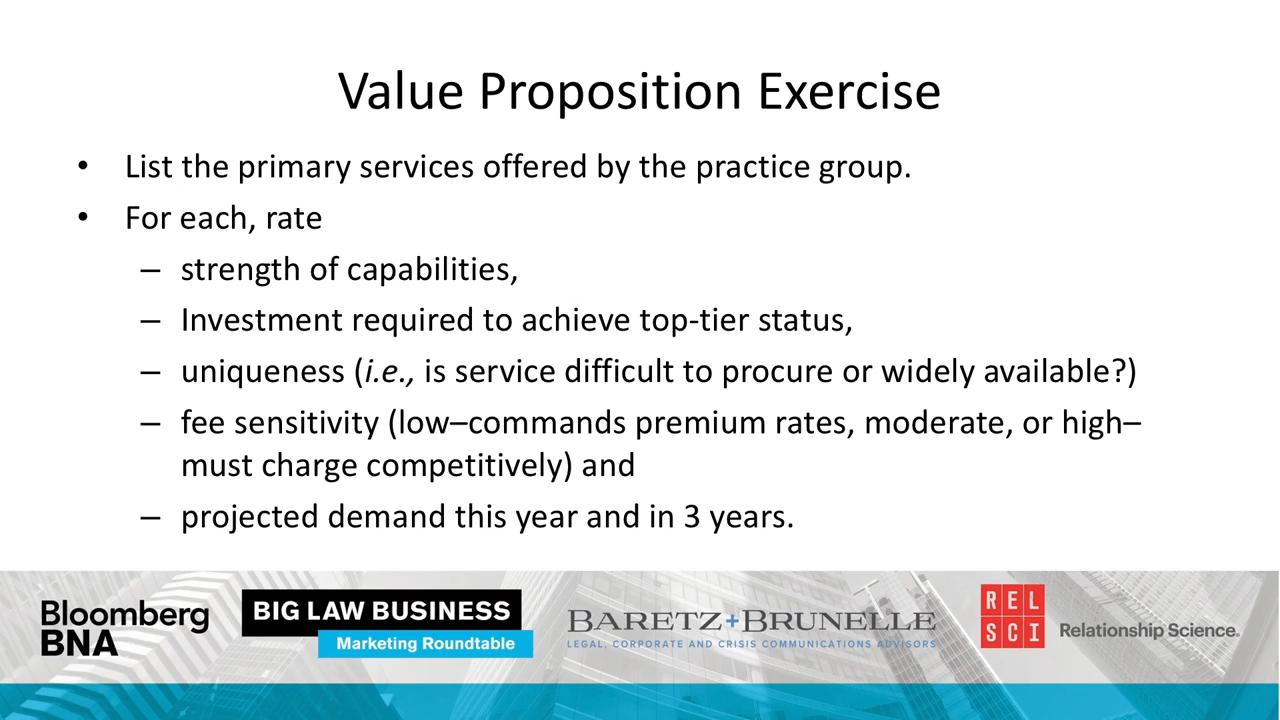 Value Proposition Exercise
• List the primary services offered by the practice group.
• For each, rate
– strength of capabilities,
– Investment required to achieve top-tier status,
– uniqueness (i.e., is service difficult to procure or widely available?)
– fee sensitivity (low–commands premium rates, moderate, or high–
must charge competitively) and
– projected demand this year and in 3 years.
Bloomberg
BNA
BIG LAW BUSINESS
Marketing Roundtable
BARETZ+BRUNELLE
LEGAL, CORPORATE AND CRISIS COMMUNICATIONS ADVISORS
REL
SCI
Relationship Science.